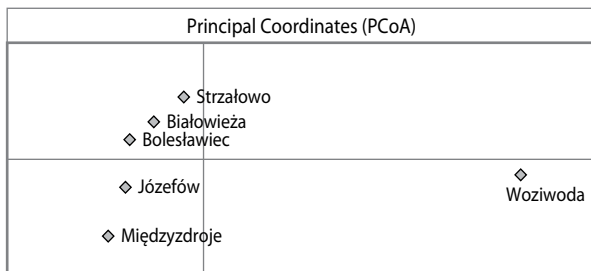 Principal Coordinates (PCoA)
Strzałowo
Białowieża
Bolesławiec
Józefów
Woziwoda
Międzyzdroje